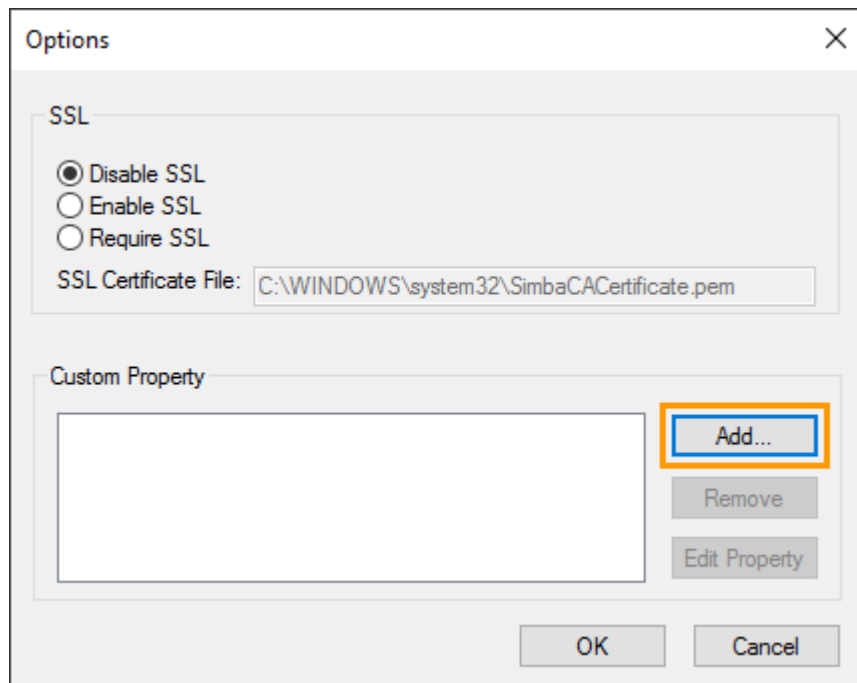 Options
SSL
Disable SSL
Enable SSL
Require SSL
SSL Certificate File: C:\WINDOWS\system32\SimbaCACertificate.pem
Custom Property
Add...
Remove
Edit Property
OK Cancel